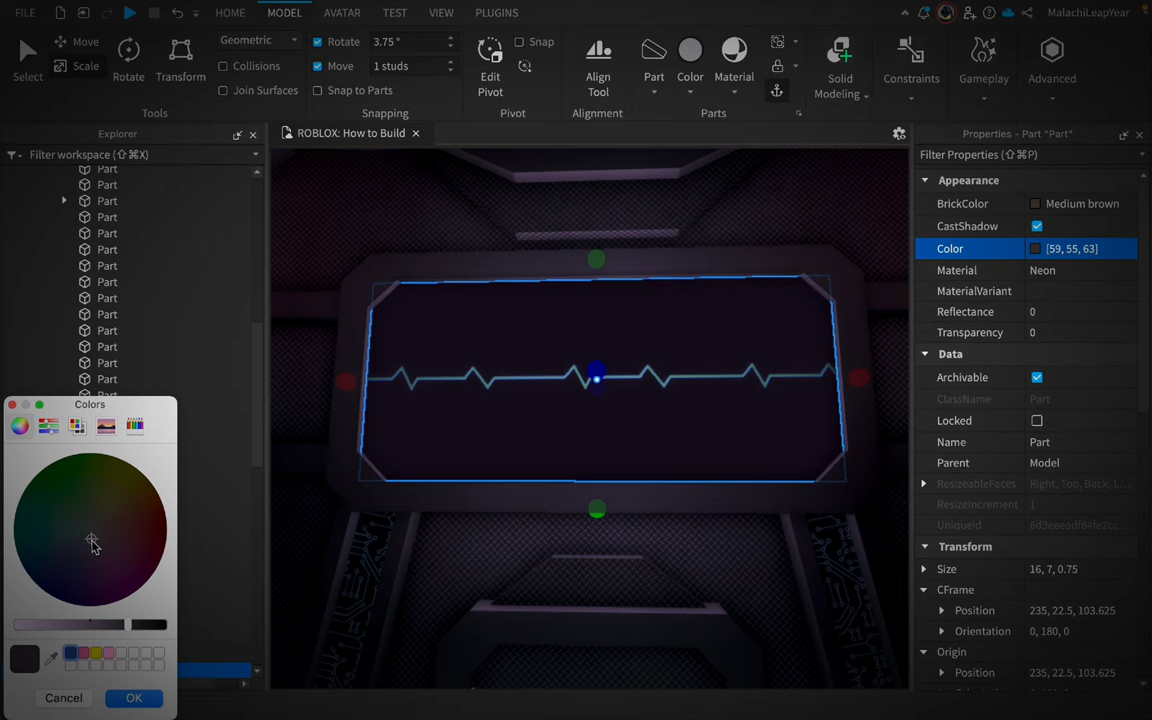 FILE HOME MODEL AVATAR TEST VIEW PLUGINS MalachiLeapYear
Select Move Scale Rotate Transform
Geometric
Collisions
Join Surfaces
Tools
Rotate 3.75 °
Move 1 studs
Snap to Parts
Snapping
Edit Pivot
Snap
Pivot
Align Tool
Alignment
Part Color Material
Parts
Solid Modeling
Constraints
Gameplay
Advanced
Explorer
Filter workspace (⇧⌘X)
Part
Part
Part
Part
Part
Part
Part
Part
Part
Part
Part
Part
Part
Part
ROBLOX: How to Build
Colors
Cancel OK
Properties - Part "Part"
Filter Properties (⇧⌘P)
Appearance
BrickColor Medium brown
CastShadow
Color [59, 55, 63]
Material Neon
MaterialVariant
Reflectance 0
Transparency 0
Data
Archivable
ClassName Part
Locked
Name Part
Parent Model
ResizeableFaces Right, Top, Back, L...
ResizeIncrement 1
UniqueId 6d3eeeadf84fe2cc...
Transform
Size 16, 7, 0.75
CFrame
Position 235, 22.5, 103.625
Orientation 0, 180, 0
Origin
Position 235, 22.5, 103.625